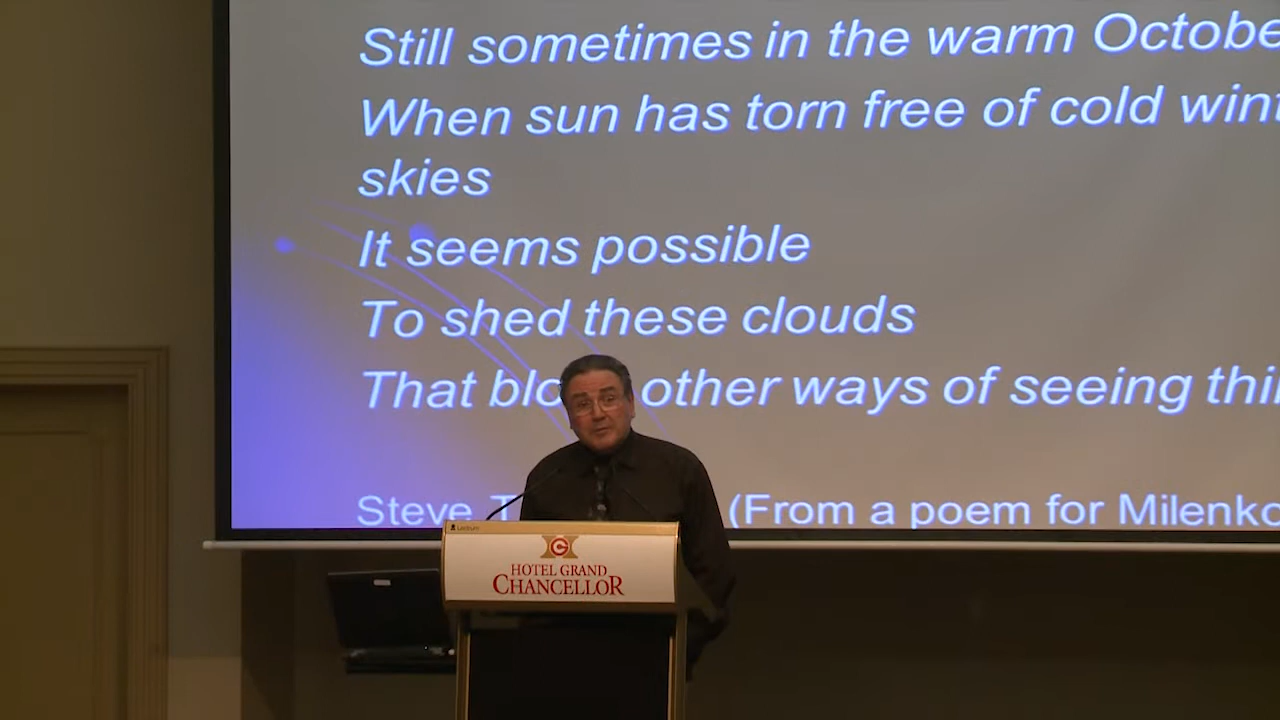 Still sometimes in the warm Octobe
When sun has torn free of cold wint
skies
It seems possible
To shed these clouds
That blo other ways of seeing thi
Steve T (From a poem for Milenko
HOTEL GRAND
CHANCELLOR